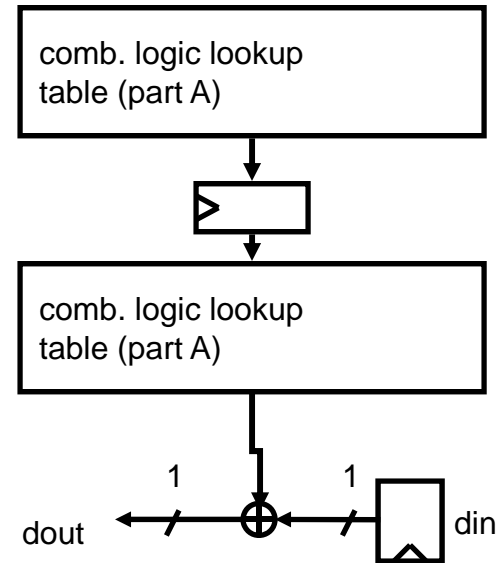 comb. logic lookup
table (part A)
comb. logic lookup
table (part A)
1
1
dout
din